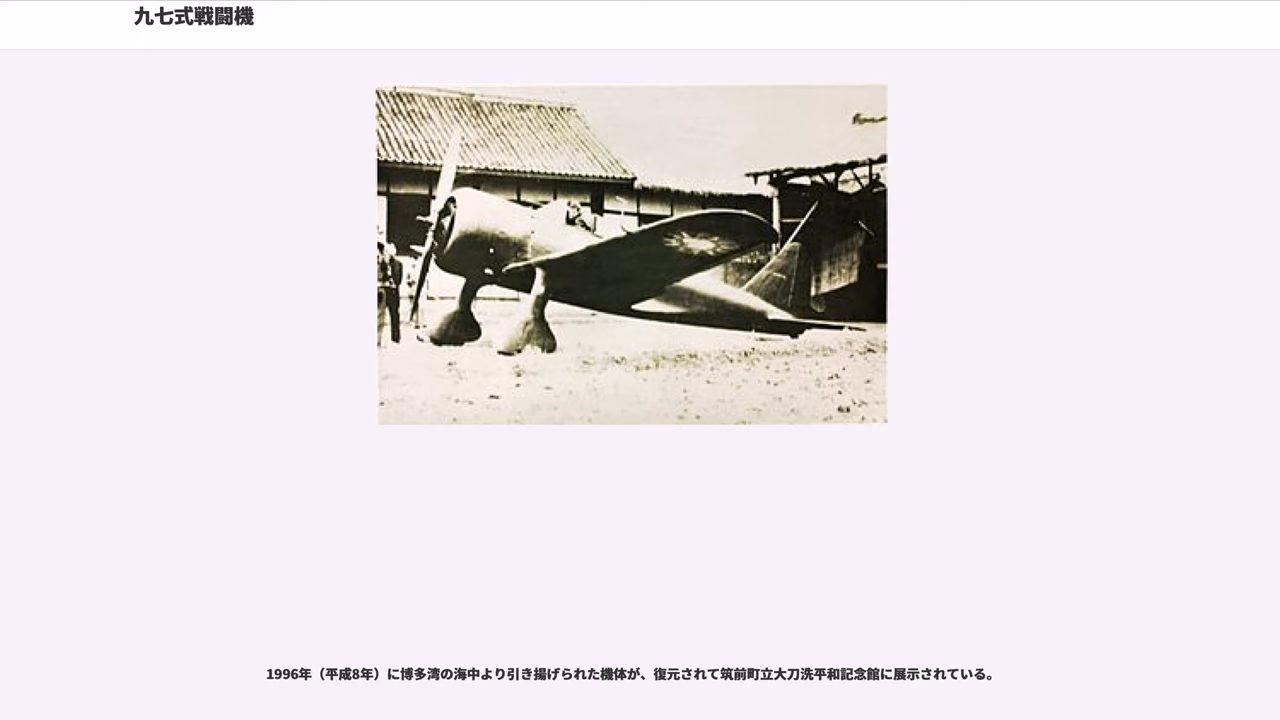 九七式戦闘機
1996年（平成8年）に博多湾の海中より引き揚げられた機体が、復元されて筑前町立大刀洗平和記念館に展示されている。